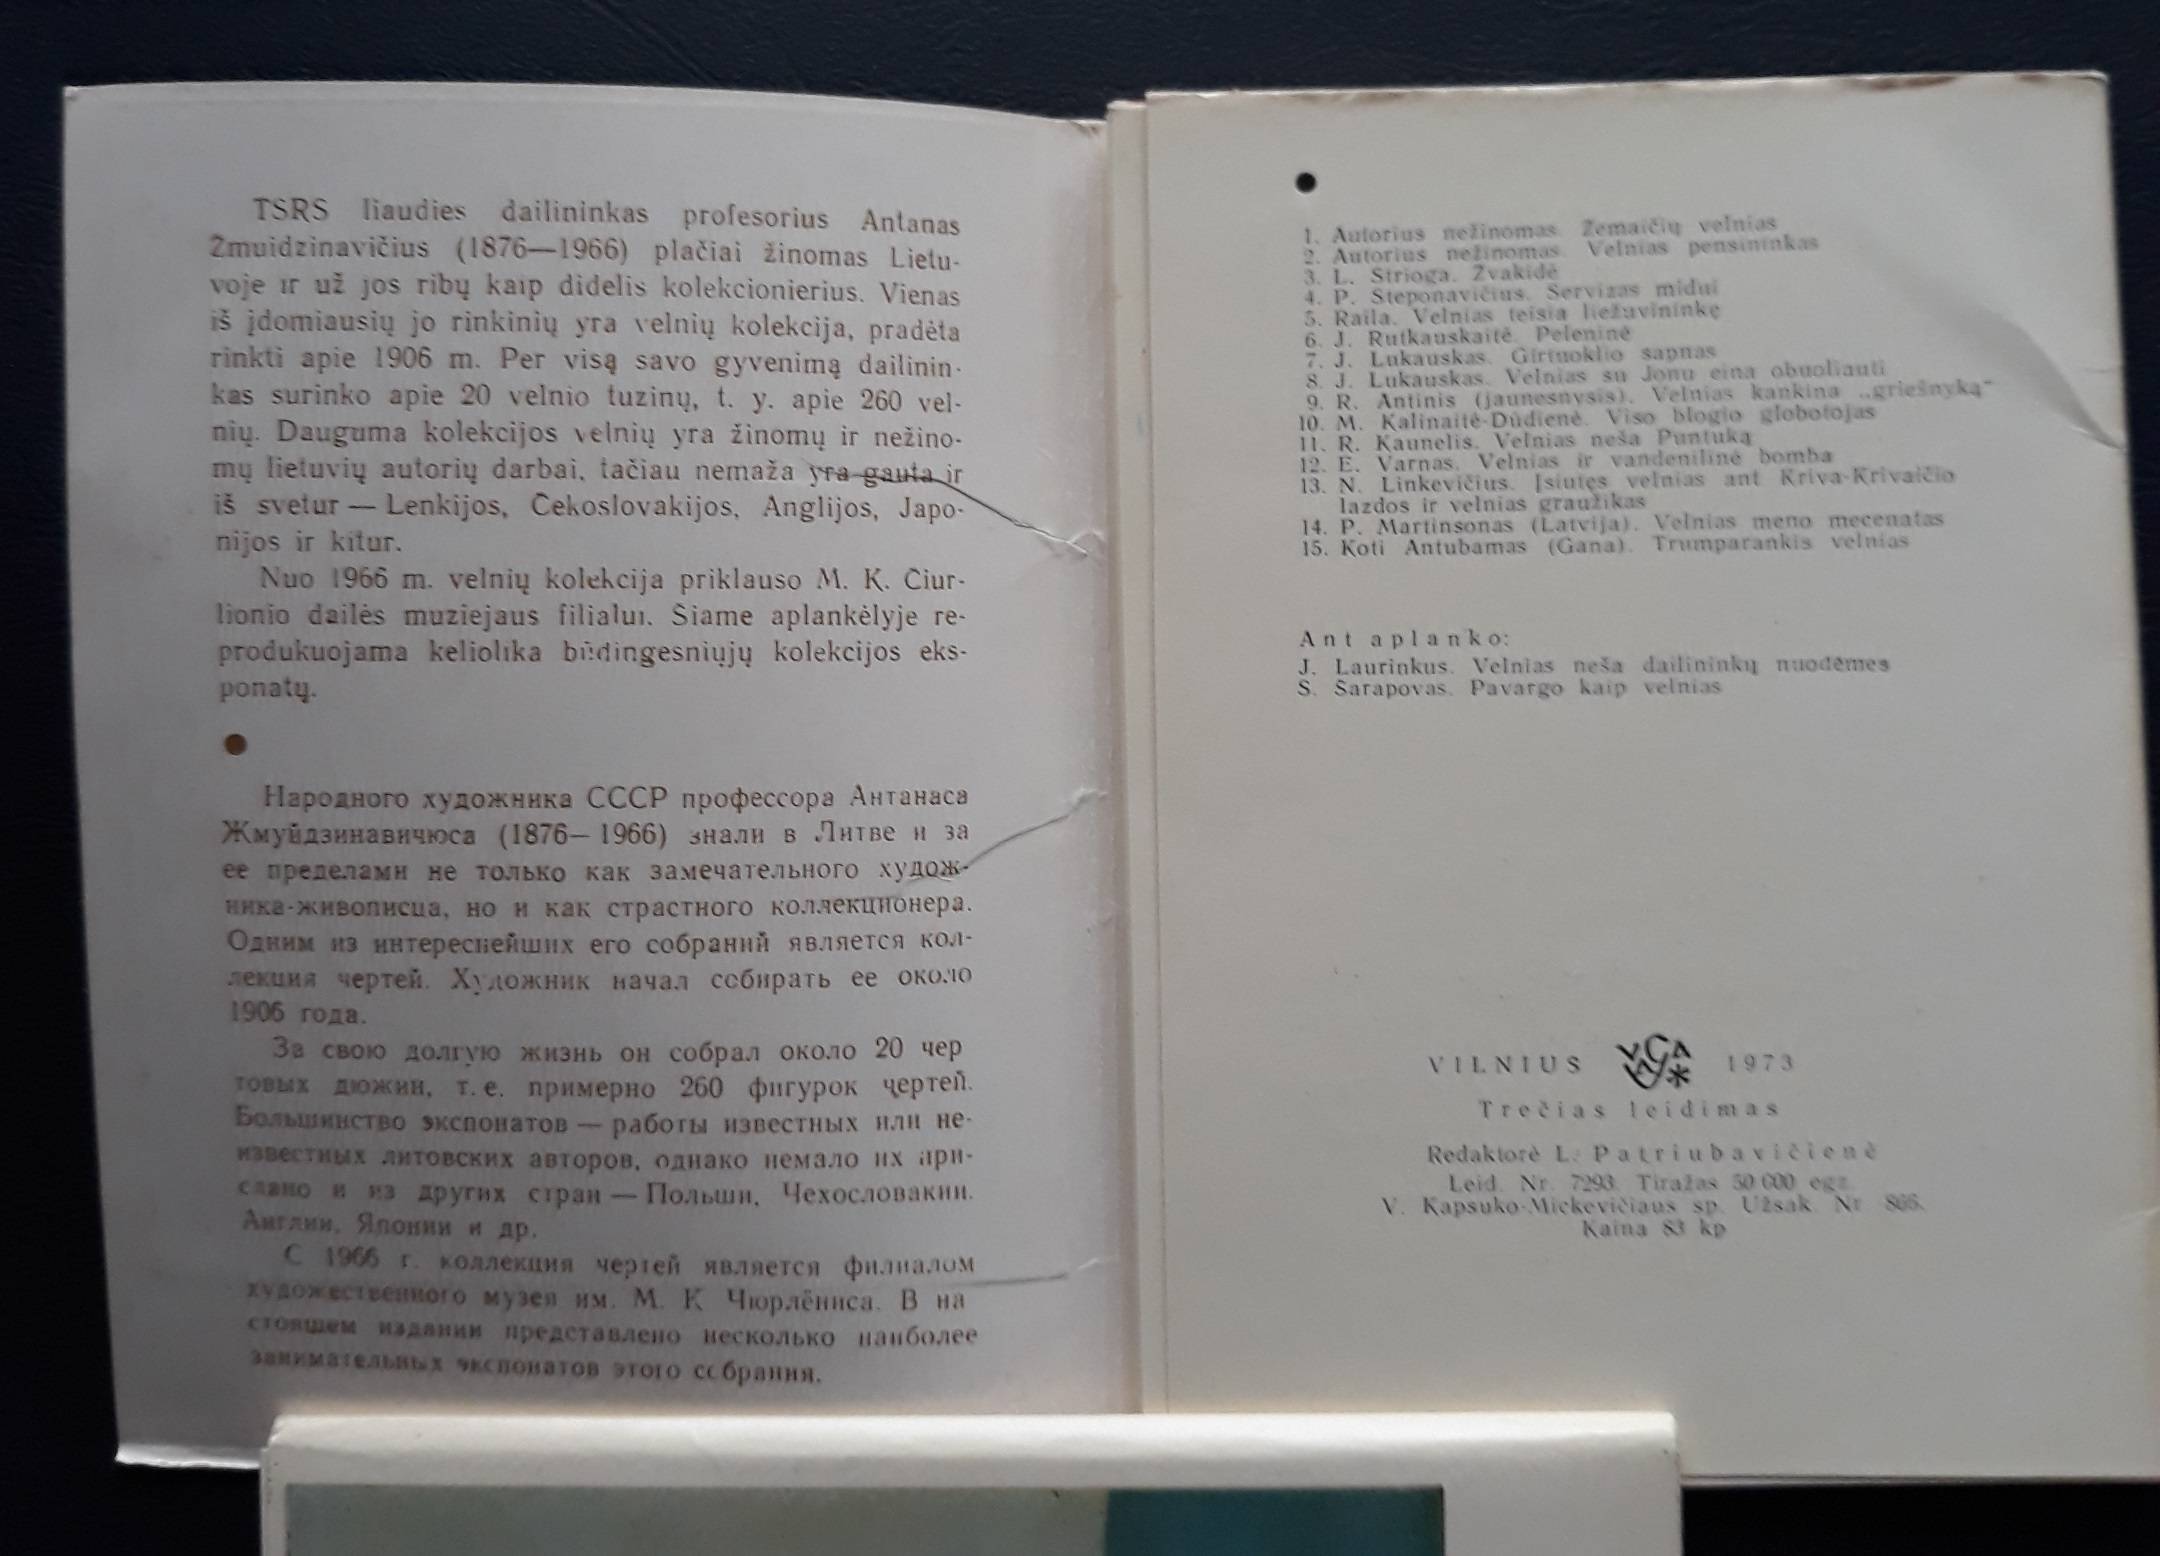 TSRS liaudies dailininkas profesorius Antanas
Žmuidzinavičius (1876—1966) plačiai žinomas Lietu-
voje ir už jos ribų kaip didelis kolekcionierius. Vienas
iš įdomiausių jo rinkinių yra velnių kolekcija, pradėta
rinkti apie 1906 m. Per visą savo gyvenimą dailinin-
kas surinko apie 20 velnio tuzinų, t. y. apie 260 vel-
nių. Dauguma kolekcijos velnių yra žinomų ir nežino-
mų lietuvių autorių darbai, tačiau nemaža yra gauta ir
iš svetur — Lenkijos, Čekoslovakijos, Anglijos, Japo-
nijos ir kitur.
Nuo 1966 m. velnių kolekcija priklauso M. K. Čiur-
lionio dailės muziejaus filialui. Šiame aplankėlyje re-
produkuojama keliolika būdingesniųjų kolekcijos eks-
ponatų.
Народного художника СССР профессора Антанаса
Жмуйдзинавичюса (1876—1966) знали в Литве и за
ее пределами не только как замечательного худож-
ника-живописца, но и как страстного коллекционера.
Одним из интереснейших его собраний является кол-
лекция чертей. Художник начал собирать ее около
1906 года.
За свою долгую жизнь он собрал около 20 чер
товых дюжин, т. е. примерно 260 фигурок чертей.
Большинство экспонатов — работы известных или не-
известных литовских авторов, однако немало их при-
слано и из других стран — Польши, Чехословакии,
Англии, Японии и др.
С 1966 г. коллекция чертей является филиалом
художественного музея им. М. К Чюрлёниса. В на
стоящем издании представлено несколько наиболее
занимательных экспонатов этого собрания.
1. Autorius nežinomas. Žemaičių velnias
2. Autorius nežinomas. Velnias pensininkas
3. L. Strioga. Žvakidė
4. P. Steponavičius. Servizas midui
5. Raila. Velnias teisia liežuvininkę
6. J. Rutkauskaitė. Peleninė
7. J. Lukauskas. Girtuoklio sapnas
8. J. Lukauskas. Velnias su Jonu eina obuoliauti
9. R. Antinis (jaunesnysis). Velnias kankina „griešnyką“
10. M. Kalinaitė-Dūdienė. Viso blogio globotojas
11. R. Kaunelis. Velnias neša Puntuką
12. E. Varnas. Velnias ir vandenilinė bomba
13. N. Linkevičius. Įsiutęs velnias ant Kriva-Krivaičio
lazdos ir velnias graužikas
14. P. Martinsonas (Latvija). Velnias meno mecenatas
15. Koti Antubamas (Gana). Trumparankis velnias
Ant aplanko:
J. Laurinkus. Velnias neša dailininkų nuodėmes
S. Šarapovas. Pavargo kaip velnias
VILNIUS 1973
Trečias leidimas
Redaktorė L. Patriubavičienė
Leid. Nr. 7293. Tiražas 50 000 egz.
V. Kapsuko-Mickevičiaus sp. Užsak. Nr 866.
Kaina 83 kp